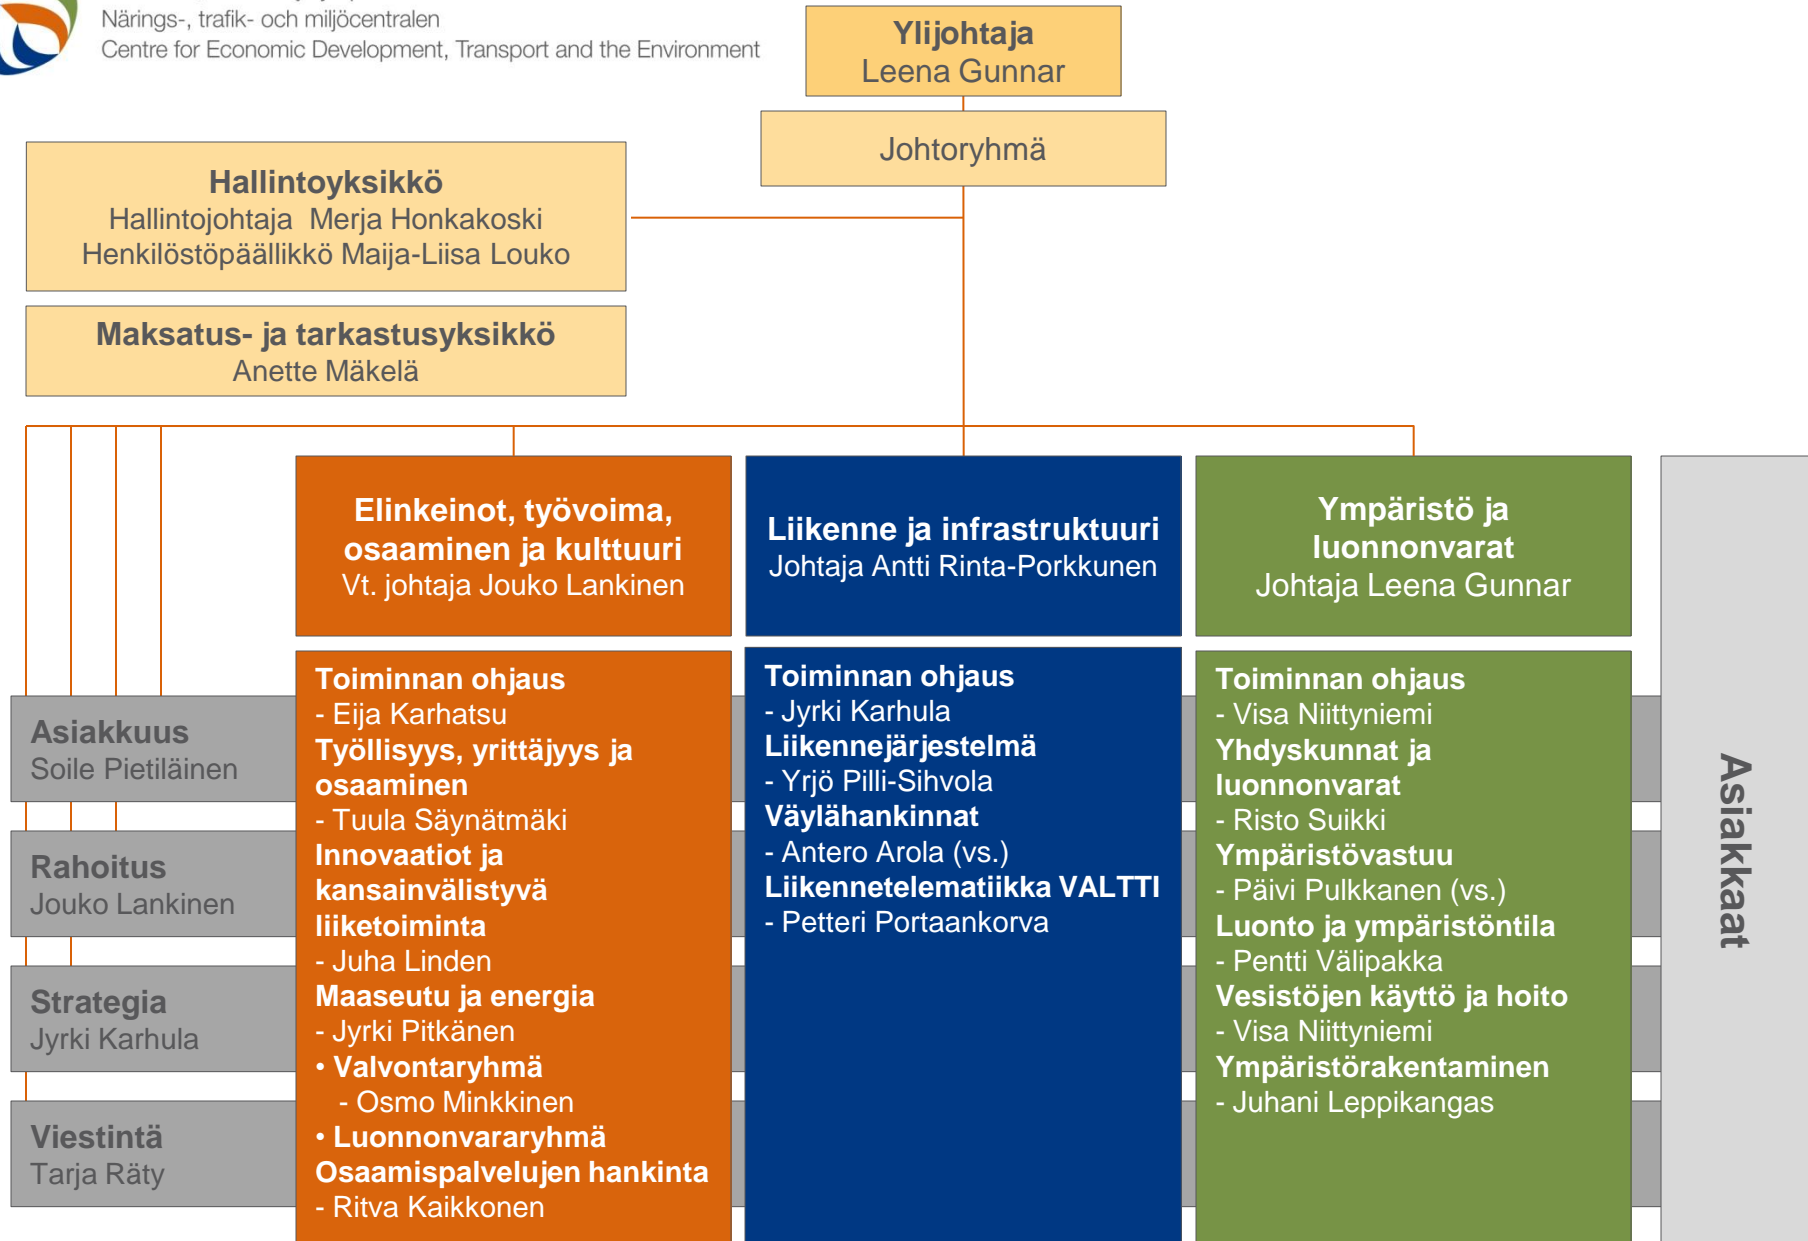 Närings-, trafik- och miljöcentralen
Centre for Economic Development, Transport and the Environment
Ylijohtaja
Leena Gunnar
Johtoryhmä
Hallintoyksikkö
Hallintojohtaja Merja Honkakoski
Henkilöstöpäällikkö Maija-Liisa Louko
Maksatus- ja tarkastusyksikkö
Anette Mäkelä
Elinkeinot, työvoima,
osaaminen ja kulttuuri
Vt. johtaja Jouko Lankinen
Liikenne ja infrastruktuuri
Johtaja Antti Rinta-Porkkunen
Ympäristö ja
luonnonvarat
Johtaja Leena Gunnar
Asiakkuus
Soile Pietiläinen
Rahoitus
Jouko Lankinen
Strategia
Jyrki Karhula
Viestintä
Tarja Räty
Toiminnan ohjaus
- Eija Karhatsu
Työllisyys, yrittäjyys ja
osaaminen
- Tuula Säynätmäki
Innovaatiot ja
kansainvälistyvä
liiketoiminta
- Juha Linden
Maaseutu ja energia
- Jyrki Pitkänen
• Valvontaryhmä
- Osmo Minkkinen
• Luonnonvararyhmä
Osaamispalvelujen hankinta
- Ritva Kaikkonen
Toiminnan ohjaus
- Jyrki Karhula
Liikennejärjestelmä
- Yrjö Pilli-Sihvola
Väylähankinnat
- Antero Arola (vs.)
Liikennetelematiikka VALTTI
- Petteri Portaankorva
Toiminnan ohjaus
- Visa Niittyniemi
Yhdyskunnat ja
luonnonvarat
- Risto Suikki
Ympäristövastuu
- Päivi Pulkkanen (vs.)
Luonto ja ympäristöntila
- Pentti Välipakka
Vesistöjen käyttö ja hoito
- Visa Niittyniemi
Ympäristörakentaminen
- Juhani Leppikangas
Asiakkaat